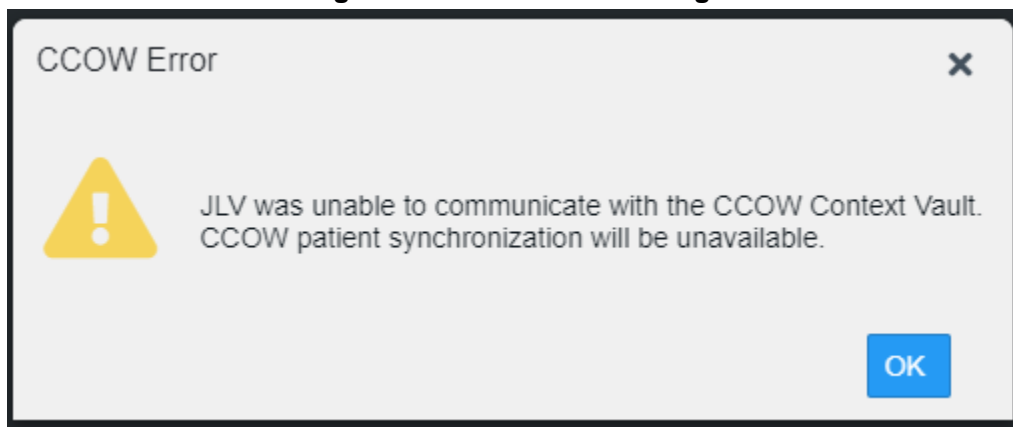 CCOW Error
JLV was unable to communicate with the CCOW Context Vault.
CCOW patient synchronization will be unavailable.
OK